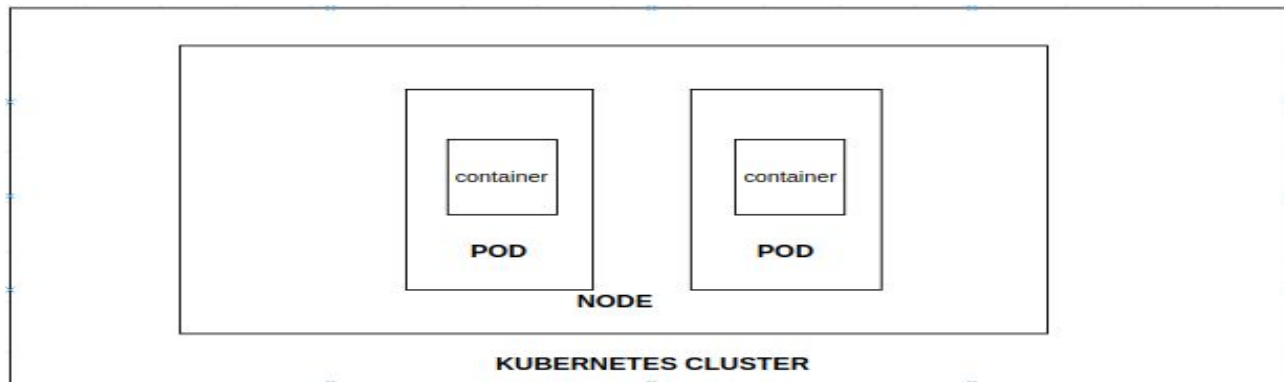 container container
POD POD
NODE
KUBERNETES CLUSTER